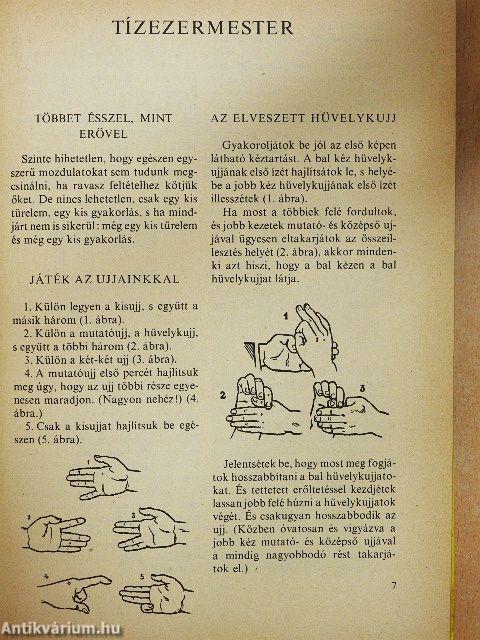 TÍZEZERMESTER
TÖBBET ÉSSZEL, MINT
ERŐVEL
Szinte hihetetlen, hogy egészen egy-
szerű mozdulatokat sem tudunk meg-
csinálni, ha ravasz feltételhez kötjük
őket. De nincs lehetetlen, csak egy kis
türelem, egy kis gyakorlás, s ha mind-
járt nem is sikerül: még egy kis türelem
és még egy kis gyakorlás.
JÁTÉK AZ UJJAINKKAL
1. Külön legyen a kisujj, s együtt a
másik három (1. ábra).
2. Külön a mutatóujj, a hüvelykujj,
s együtt a többi három (2. ábra).
3. Külön a két-két ujj (3. ábra).
4. A mutatóujj első percét hajlítsuk
meg úgy, hogy az ujj többi része egye-
nesen maradjon. (Nagyon nehéz!) (4.
ábra.)
5. Csak a kisujjat hajlítsuk be egé-
szen (5. ábra).
1
2
3
4
5
AZ ELVESZETT HÜVELYKUJJ
Gyakoroljátok be jól az első képen
látható kéztartást. A bal kéz hüvelyk-
ujjának első ízét hajlítsátok le, s helyé-
be a jobb kéz hüvelykujjának első ízét
illesszétek (1. ábra).
Ha most a többiek felé fordultok,
és jobb kezetek mutató- és középső uj-
jával ügyesen eltakarjátok az összeil-
lesztés helyét (2. ábra), akkor minden-
ki azt hiszi, hogy a bal kézen a bal
hüvelykujjat látja.
1
2
3
Jelentsétek be, hogy most meg fogjá-
tok hosszabbítani a bal hüvelykujjato-
kat. És tettetett erőltetéssel kezdjétek
lassan jobb felé húzni a hüvelykujjatok
végét. És csakugyan hosszabbodik az
ujj. (Közben óvatosan és vigyázva a
jobb kéz mutató- és középső ujjával
a mindig nagyobbodó rést takarjá-
tok el.)
7
Antikvárium.hu